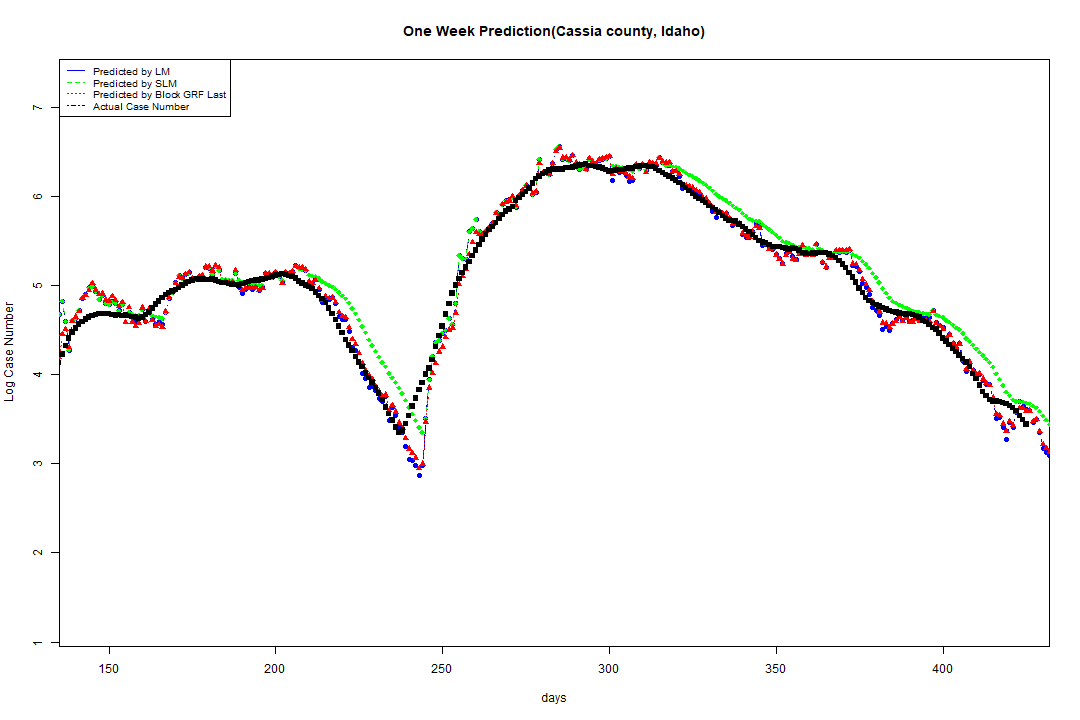 One Week Prediction(Cassia county, Idaho)
Predicted by LM
Predicted by SLM
Predicted by Block GRF Last
Actual Case Number
7
6
5
4
3
2
1
Log Case Number
150 200 250 300 350 400
days